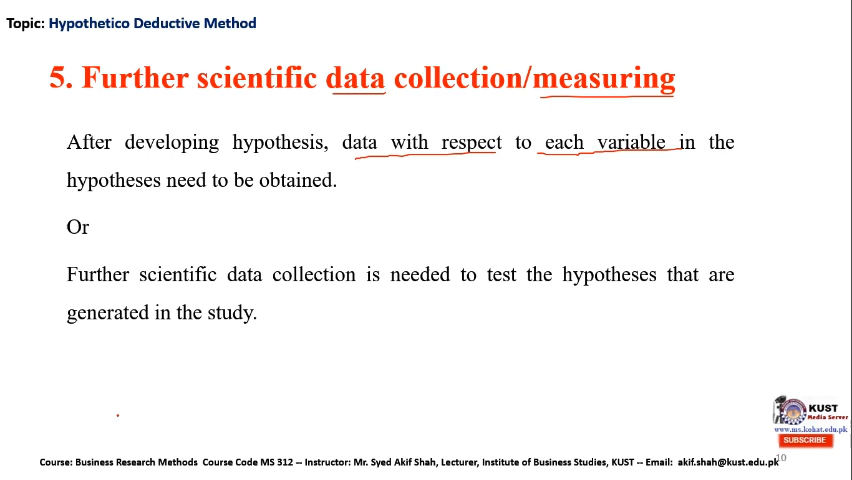 Topic: Hypothetico Deductive Method
5. Further scientific data collection/measuring
After developing hypothesis, data with respect to each variable in the
hypotheses need to be obtained.
Or
Further scientific data collection is needed to test the hypotheses that are
generated in the study.
KUST
Media Server
www.ms.kohat.edu.pk
SUBSCRIBE
Course: Business Research Methods Course Code MS 312 -- Instructor: Mr. Syed Akif Shah, Lecturer, Institute of Business Studies, KUST -- Email: akif.shah@kust.edu.pk
10